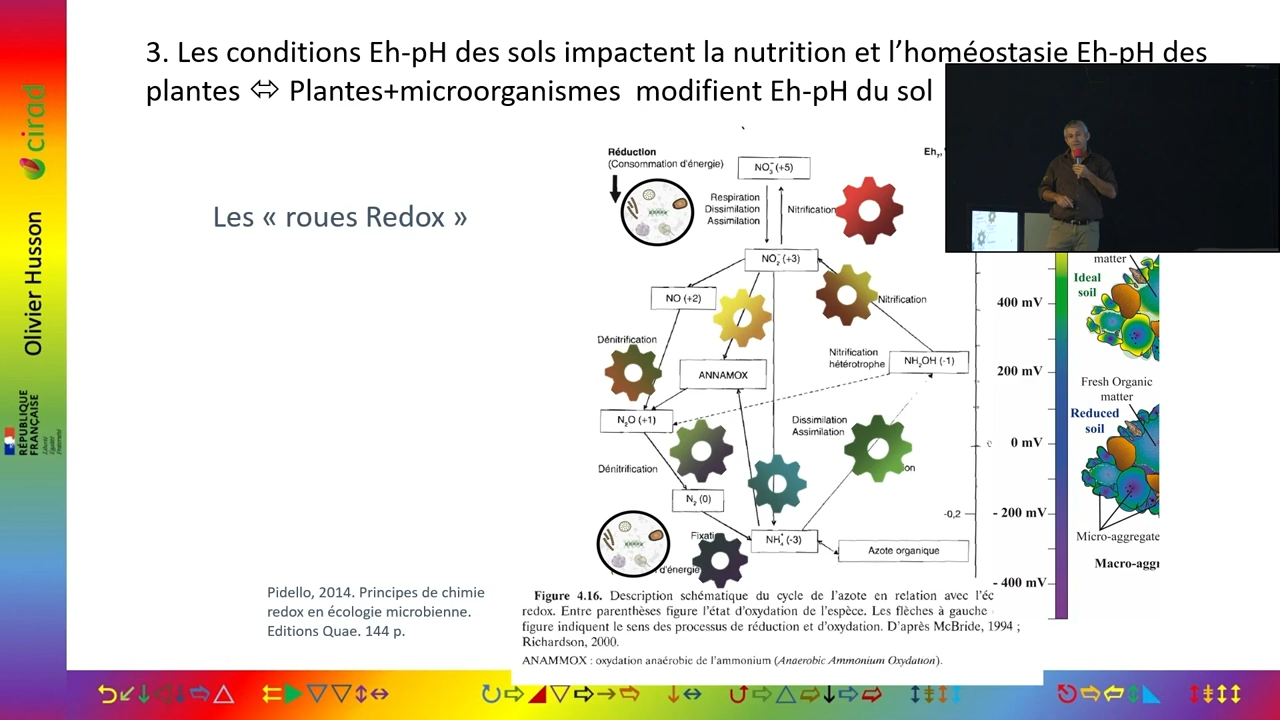 3. Les conditions Eh-pH des sols impactent la nutrition et l’homéostasie Eh-pH des
plantes ⬄ Plantes+microorganismes modifient Eh-pH du sol
cirad
Olivier Husson
RÉPUBLIQUE
FRANÇAISE
Les « roues Redox »
Réduction
(Consommation d'énergie)
NO₃⁻ (+5)
Respiration
Dissimilation
Assimilation
Nitrification
NO₂⁻ (+3)
NO (+2)
Nitrification
Dénitrification
Nitrification
hétérotrophe
NH₂OH (-1)
ANNAMOX
N₂O (+1)
Dissimilation
Assimilation
Dénitrification
N₂ (0)
NH₄⁺ (-3)
Azote organique
d'énergie
-0,2
matter
Ideal
soil
400 mV
200 mV
0 mV
- 200 mV
- 400 mV
Fresh Organic
matter
Reduced
soil
Micro-aggregate
Pidello, 2014. Principes de chimie
redox en écologie microbienne.
Editions Quae. 144 p.
Figure 4.16. Description schématique du cycle de l'azote en relation avec l'éc
redox. Entre parenthèses figure l'état d'oxydation de l'espèce. Les flèches à gauche
figure indiquent le sens des processus de réduction et d'oxydation. D'après McBride, 1994 ;
Richardson, 2000.
ANAMMOX : oxydation anaérobic de l'ammonium (Anaerobic Ammonium Oxydation).